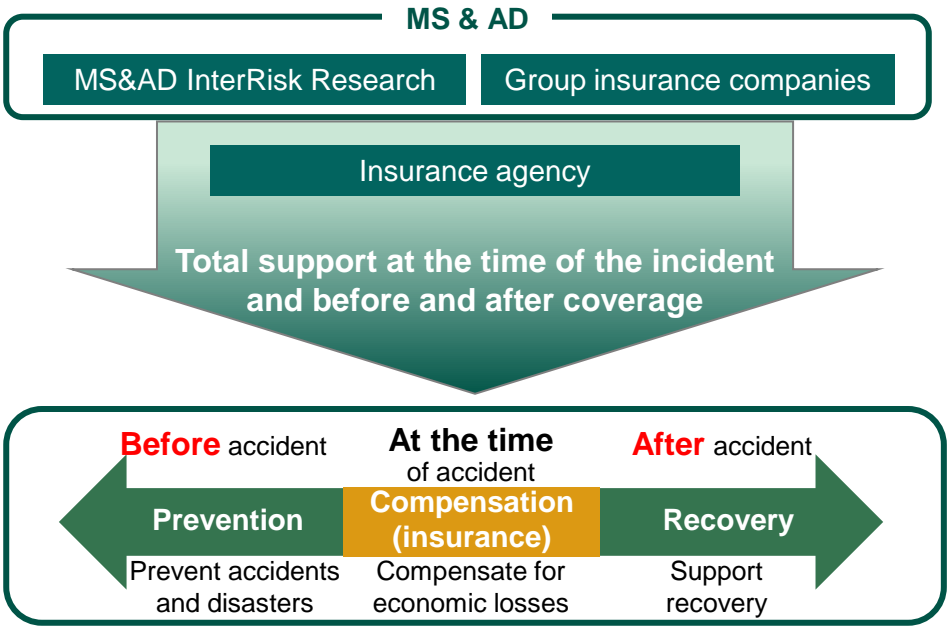 MS & AD
MS&AD InterRisk Research
Group insurance companies
Insurance agency
Total support at the time of the incident
and before and after coverage
Before accident
At the time
of accident
After accident
Prevention
Compensation
(insurance)
Recovery
Prevent accidents
and disasters
Compensate for
economic losses
Support
recovery